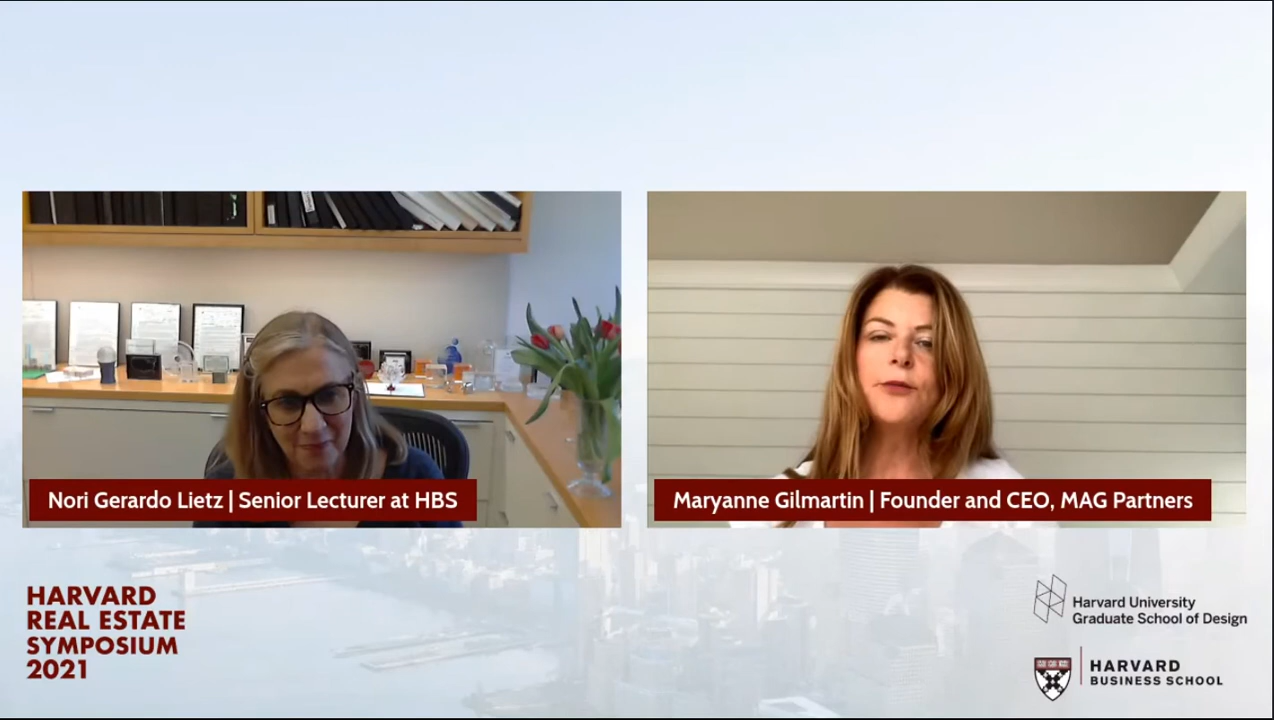 Nori Gerardo Lietz | Senior Lecturer at HBS
Maryanne Gilmartin | Founder and CEO, MAG Partners
HARVARD
REAL ESTATE
SYMPOSIUM
2021
Harvard University
Graduate School of Design
HARVARD
BUSINESS SCHOOL